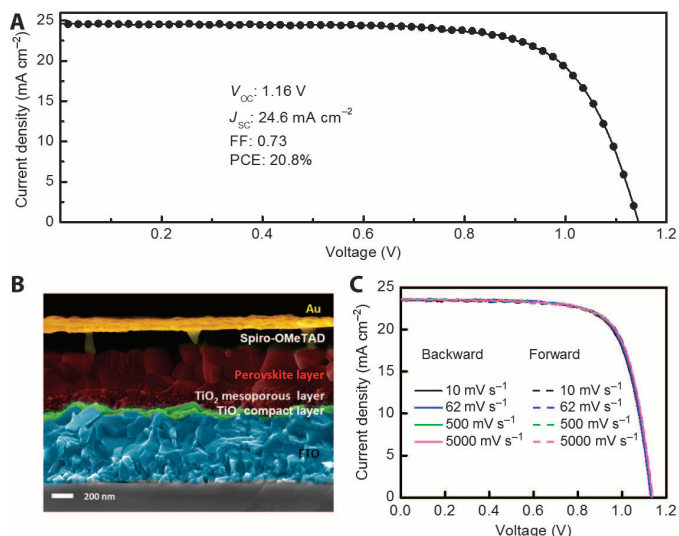 A
Current density (mA cm⁻²)
25
20
15
10
5
0
V_OC: 1.16 V
J_SC: 24.6 mA cm⁻²
FF: 0.73
PCE: 20.8%
0.2 0.4 0.6 0.8 1.0 1.2
Voltage (V)
B
Au
Spiro-OMeTAD
Perovskite layer
TiO₂ mesoporous layer
TiO₂ compact layer
FTO
200 nm
C
Current density (mA cm⁻²)
25
20
15
10
5
0
Backward Forward
10 mV s⁻¹ 10 mV s⁻¹
62 mV s⁻¹ 62 mV s⁻¹
500 mV s⁻¹ 500 mV s⁻¹
5000 mV s⁻¹ 5000 mV s⁻¹
0.0 0.2 0.4 0.6 0.8 1.0 1.2
Voltage (V)